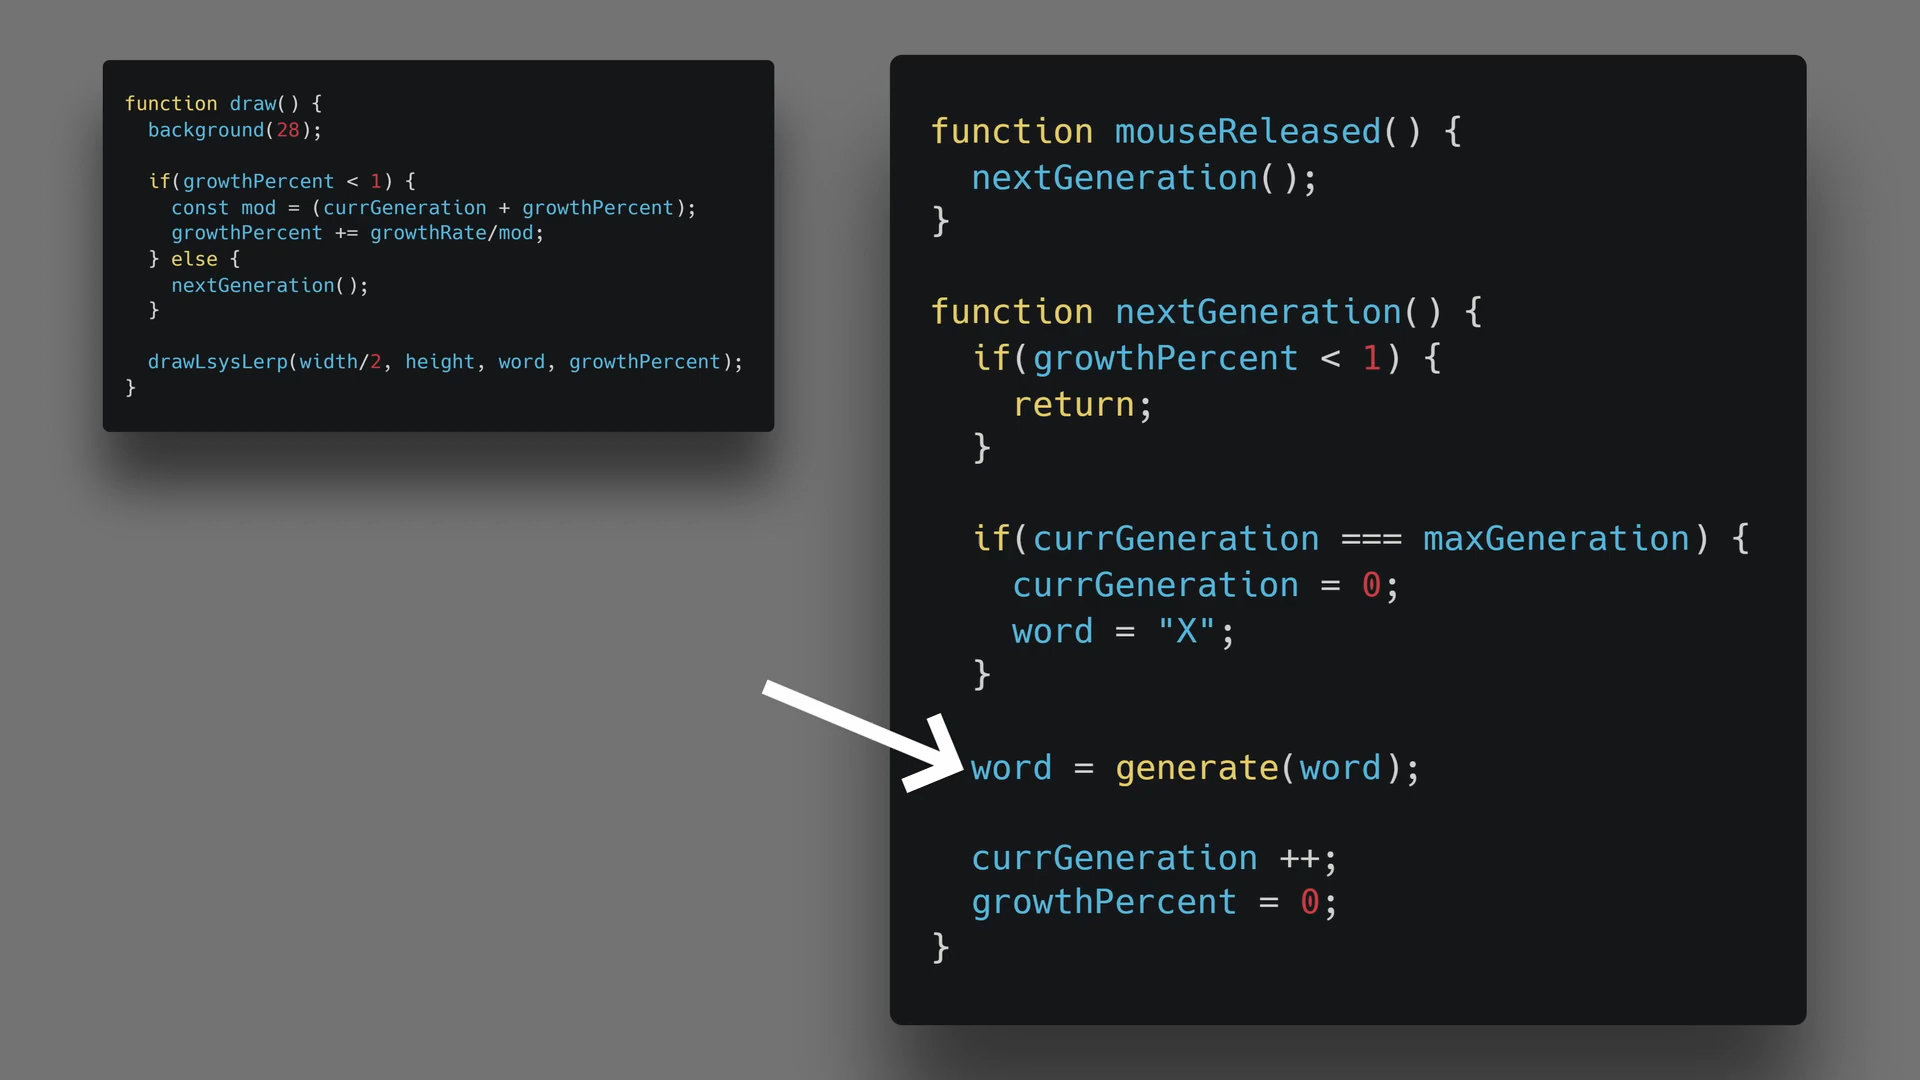 function draw() {
  background(28);

  if(growthPercent < 1) {
    const mod = (currGeneration + growthPercent);
    growthPercent += growthRate/mod;
  } else {
    nextGeneration();
  }

  drawLsysLerp(width/2, height, word, growthPercent);
}

function mouseReleased() {
  nextGeneration();
}

function nextGeneration() {
  if(growthPercent < 1) {
    return;
  }

  if(currGeneration === maxGeneration) {
    currGeneration = 0;
    word = "X";
  }

  word = generate(word);

  currGeneration ++;
  growthPercent = 0;
}